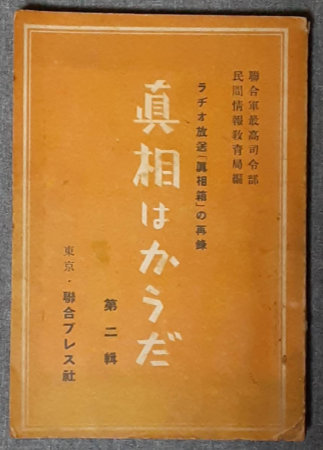 聯合軍最高司令部
民間情報教育局編
ラヂオ放送「眞相箱」の再錄
眞相はかうだ
第二輯
東京・聯合プレス社